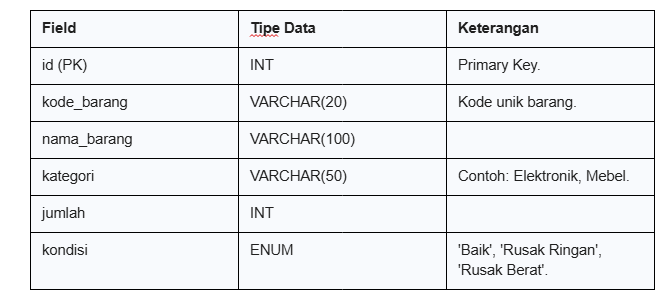 Field Tipe Data Keterangan
id (PK) INT Primary Key.
kode_barang VARCHAR(20) Kode unik barang.
nama_barang VARCHAR(100)
kategori VARCHAR(50) Contoh: Elektronik, Mebel.
jumlah INT
kondisi ENUM 'Baik', 'Rusak Ringan',
'Rusak Berat'.